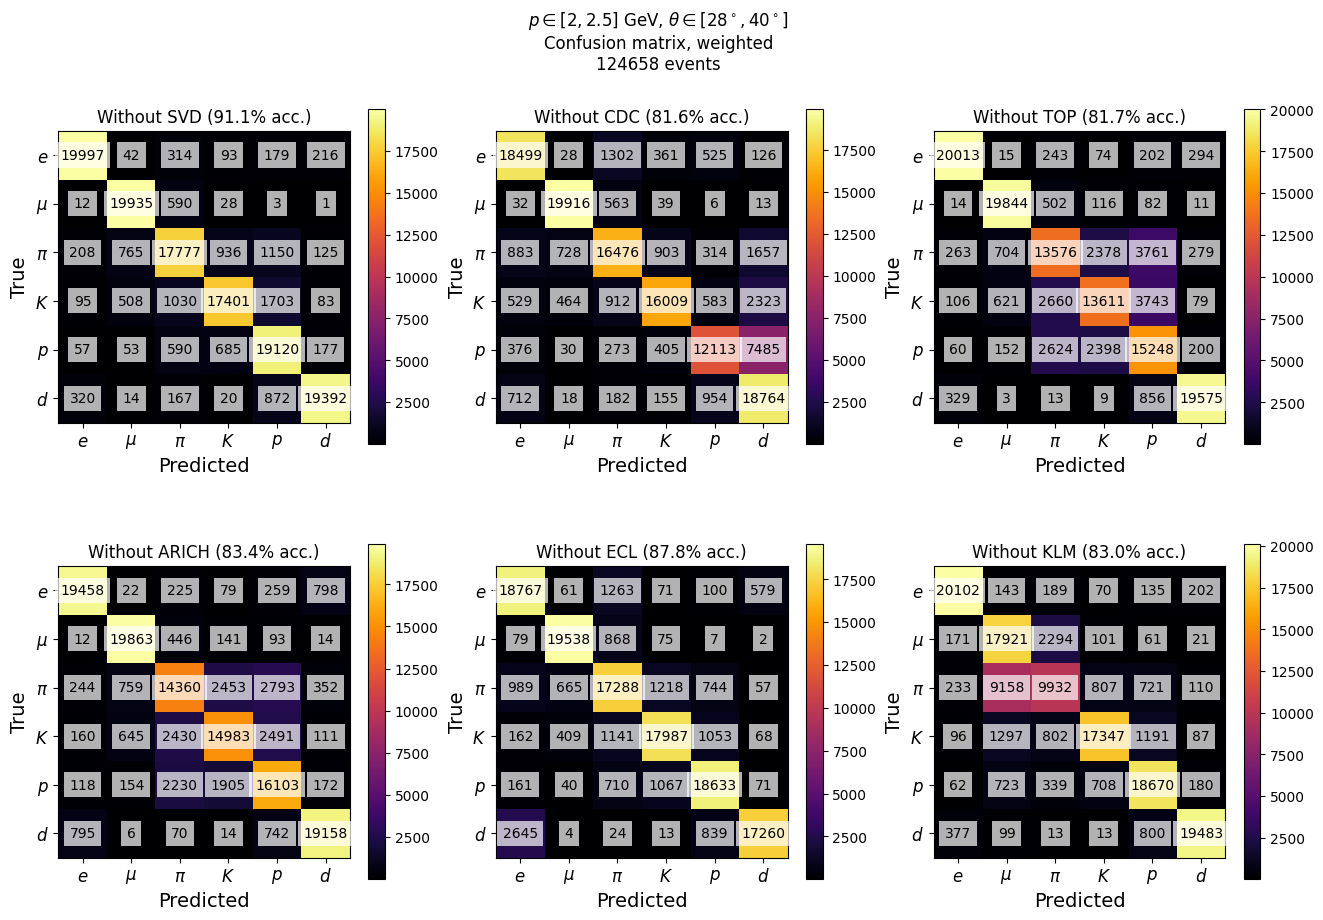 p ∈ [2, 2.5] GeV, θ ∈ [28°, 40°]
Confusion matrix, weighted
124658 events
Without SVD (91.1% acc.)
True
e 19997 42 314 93 179 216
μ 12 19935 590 28 3 1
π 208 765 17777 936 1150 125
K 95 508 1030 17401 1703 83
p 57 53 590 685 19120 177
d 320 14 167 20 872 19392
e μ π K p d
Predicted
17500
15000
12500
10000
7500
5000
2500
Without CDC (81.6% acc.)
True
e 18499 28 1302 361 525 126
μ 32 19916 563 39 6 13
π 883 728 16476 903 314 1657
K 529 464 912 16009 583 2323
p 376 30 273 405 12113 7485
d 712 18 182 155 954 18764
e μ π K p d
Predicted
17500
15000
12500
10000
7500
5000
2500
Without TOP (81.7% acc.)
True
e 20013 15 243 74 202 294
μ 14 19844 502 116 82 11
π 263 704 13576 2378 3761 279
K 106 621 2660 13611 3743 79
p 60 152 2624 2398 15248 200
d 329 3 13 9 856 19575
e μ π K p d
Predicted
20000
17500
15000
12500
10000
7500
5000
2500
Without ARICH (83.4% acc.)
True
e 19458 22 225 79 259 798
μ 12 19863 446 141 93 14
π 244 759 14360 2453 2793 352
K 160 645 2430 14983 2491 111
p 118 154 2230 1905 16103 172
d 795 6 70 14 742 19158
e μ π K p d
Predicted
17500
15000
12500
10000
7500
5000
2500
Without ECL (87.8% acc.)
True
e 18767 61 1263 71 100 579
μ 79 19538 868 75 7 2
π 989 665 17288 1218 744 57
K 162 409 1141 17987 1053 68
p 161 40 710 1067 18633 71
d 2645 4 24 13 839 17260
e μ π K p d
Predicted
17500
15000
12500
10000
7500
5000
2500
Without KLM (83.0% acc.)
True
e 20102 143 189 70 135 202
μ 171 17921 2294 101 61 21
π 233 9158 9932 807 721 110
K 96 1297 802 17347 1191 87
p 62 723 339 708 18670 180
d 377 99 13 13 800 19483
e μ π K p d
Predicted
20000
17500
15000
12500
10000
7500
5000
2500